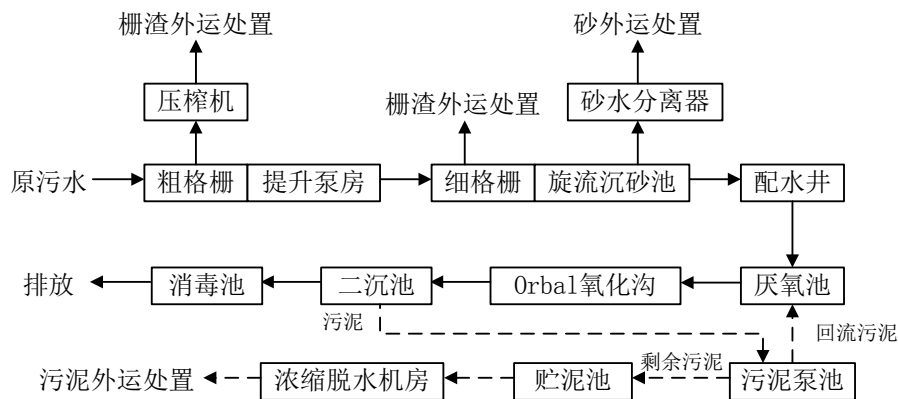 栅渣外运处置
砂外运处置
压榨机
栅渣外运处置
砂水分离器
原污水
粗格栅
提升泵房
细格栅
旋流沉砂池
配水井
排放
消毒池
二沉池
Orbal氧化沟
厌氧池
污泥
回流污泥
剩余污泥
污泥外运处置
浓缩脱水机房
贮泥池
污泥泵池